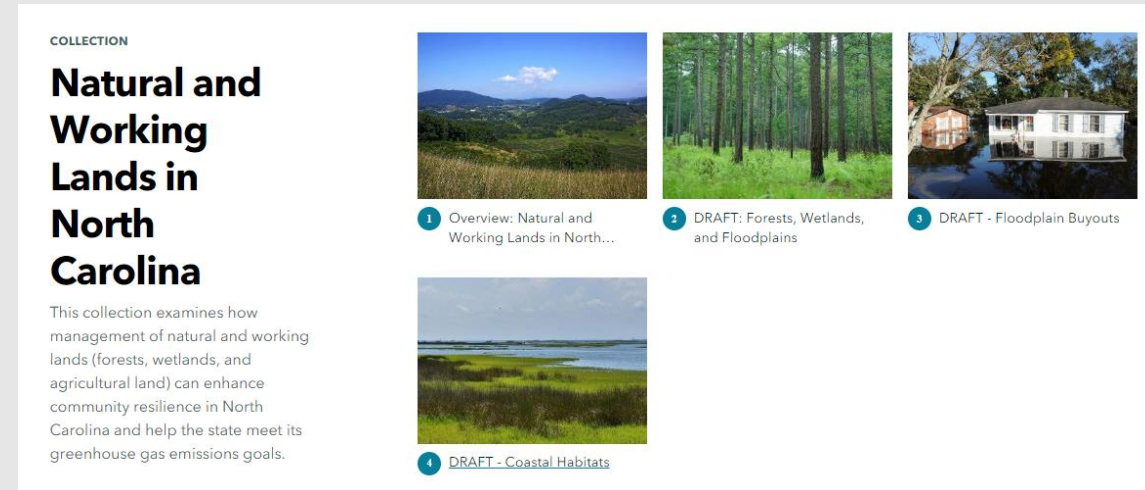 COLLECTION
Natural and
Working
Lands in
North
Carolina
This collection examines how
management of natural and working
lands (forests, wetlands, and
agricultural land) can enhance
community resilience in North
Carolina and help the state meet its
greenhouse gas emissions goals.
1 Overview: Natural and
Working Lands in North...
2 DRAFT: Forests, Wetlands,
and Floodplains
3 DRAFT - Floodplain Buyouts
4 DRAFT - Coastal Habitats